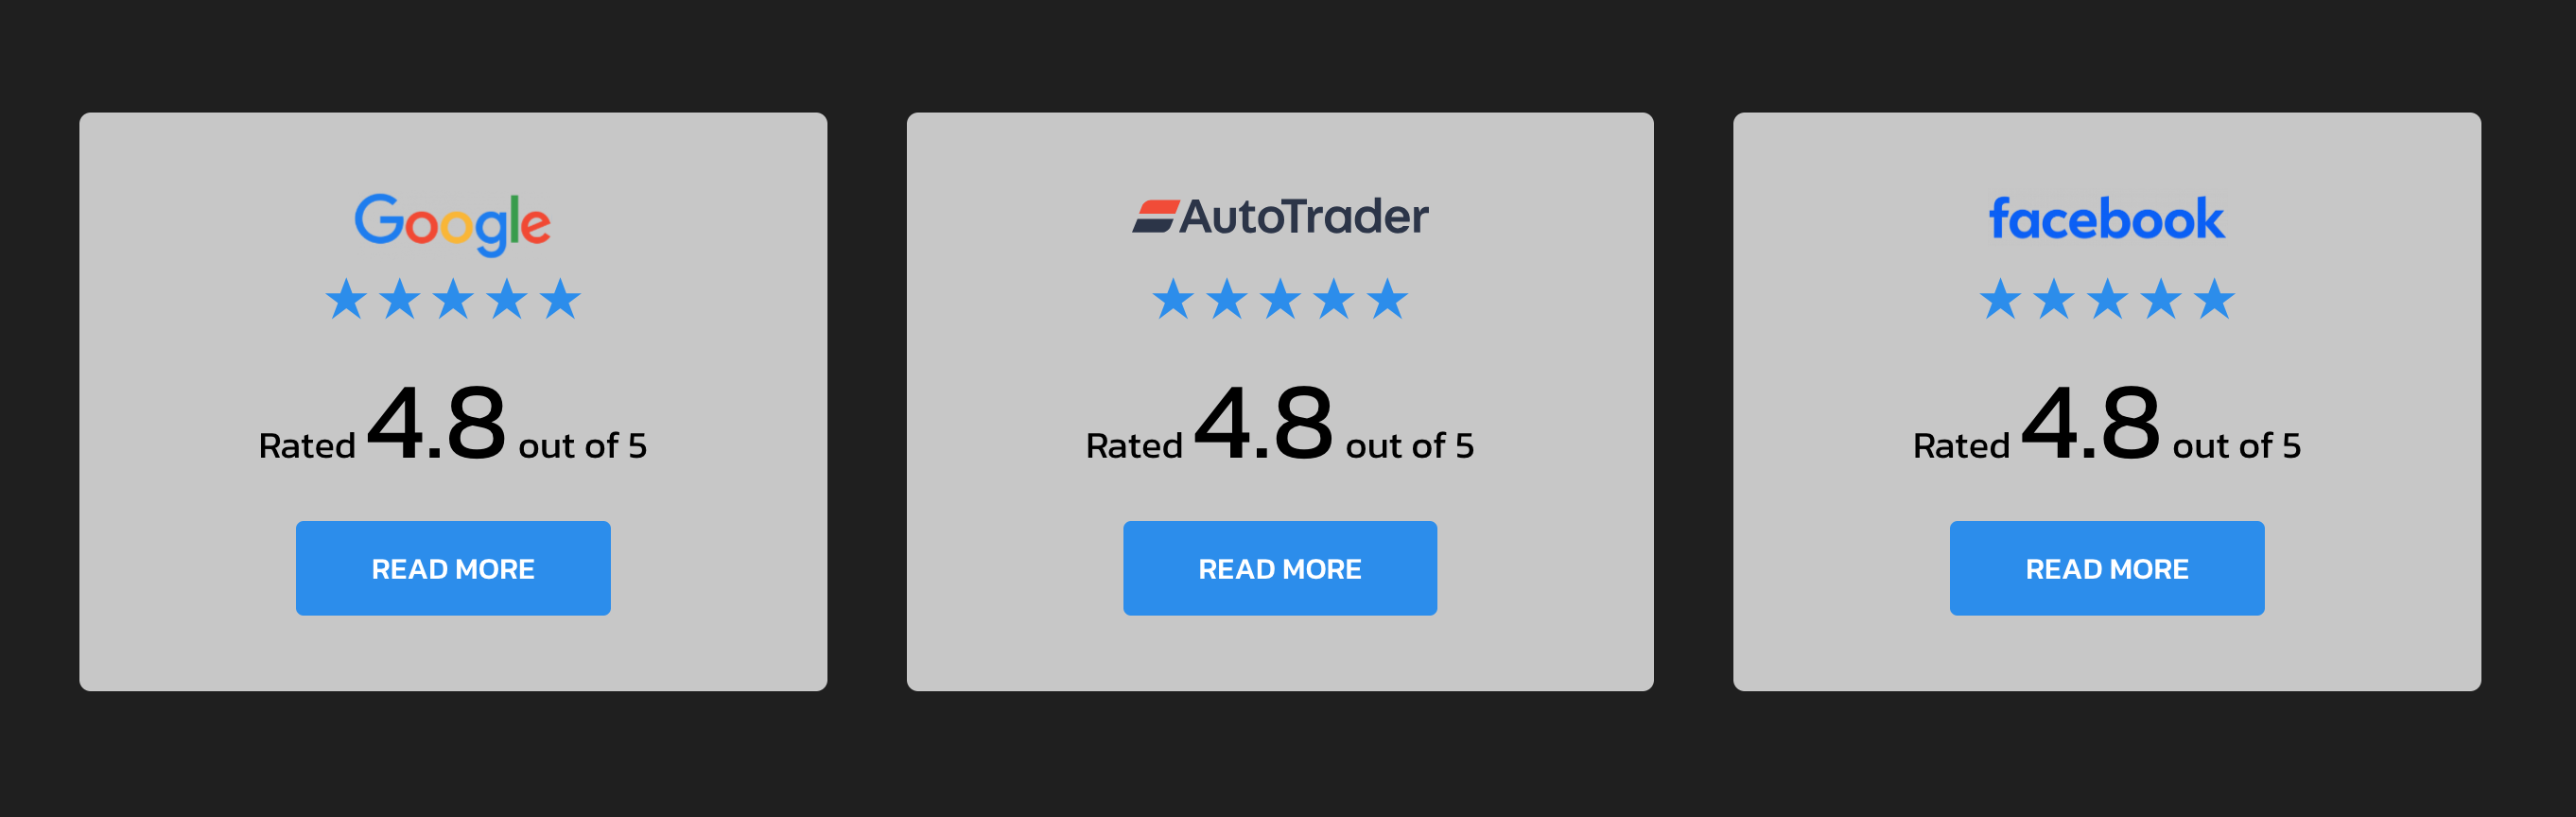 Google
Rated 4.8 out of 5
READ MORE
AutoTrader
Rated 4.8 out of 5
READ MORE
facebook
Rated 4.8 out of 5
READ MORE